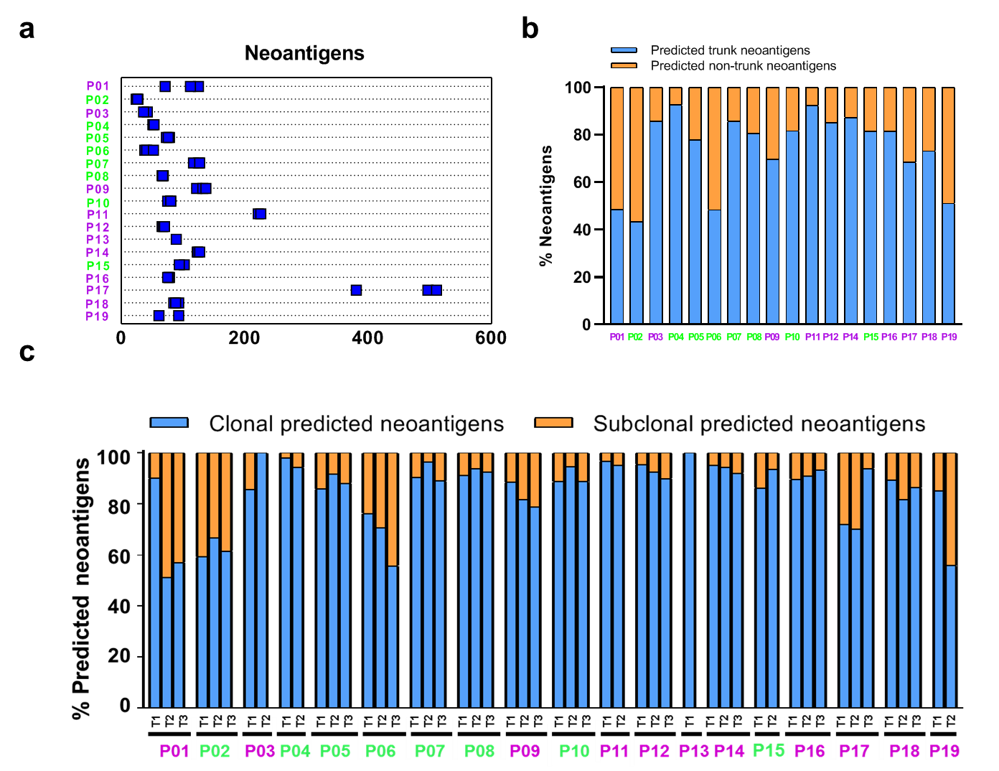 a
Neoantigens
P01
P02
P03
P04
P05
P06
P07
P08
P09
P10
P11
P12
P13
P14
P15
P16
P17
P18
P19
0 200 400 600
b
Predicted trunk neoantigens
Predicted non-trunk neoantigens
% Neoantigens
100
80
60
40
20
0
P01 P02 P03 P04 P05 P06 P07 P08 P09 P10 P11 P12 P14 P15 P16 P17 P18 P19
c
Clonal predicted neoantigens Subclonal predicted neoantigens
% Predicted neoantigens
100
80
60
40
20
0
T1 T2 T3 T1 T2 T3 T1 T2 T1 T2 T1 T2 T3 T1 T2 T3 T1 T2 T3 T1 T2 T3 T1 T2 T3 T1 T2 T3 T1 T2 T1 T2 T3 T1 T1 T2 T3 T1 T2 T1 T2 T3 T1 T2 T3 T1 T2 T3 T1 T2
P01 P02 P03 P04 P05 P06 P07 P08 P09 P10 P11 P12 P13 P14 P15 P16 P17 P18 P19